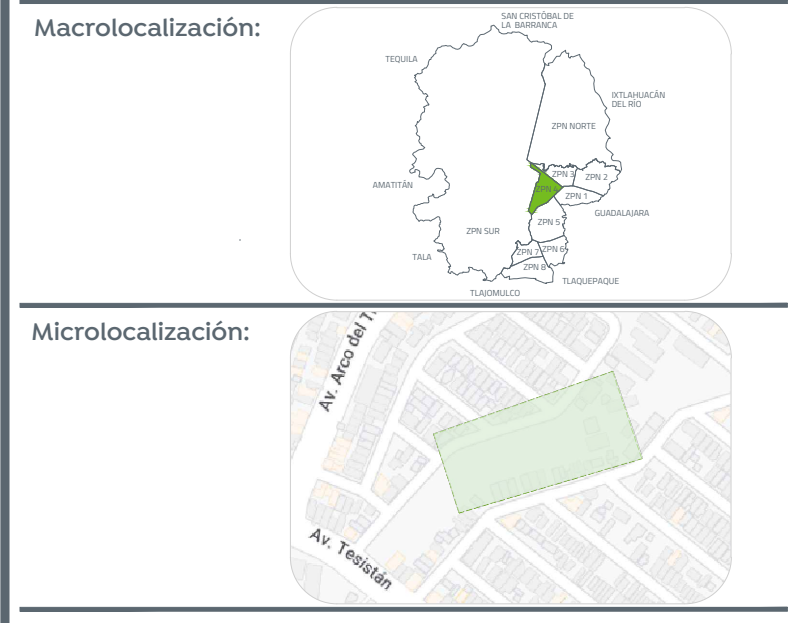 Macrolocalización:
SAN CRISTÓBAL DE
LA BARRANCA
TEQUILA
IXTLAHUACÁN
DEL RÍO
ZPN NORTE
ZPN 3
ZPN 2
AMATITÁN
ZPN 4
ZPN 1
GUADALAJARA
ZPN 5
ZPN SUR
ZPN 7
ZPN 6
TALA
ZPN 8
TLAQUEPAQUE
TLAJOMULCO
Microlocalización:
Av. Arco del
Av. Tesistán